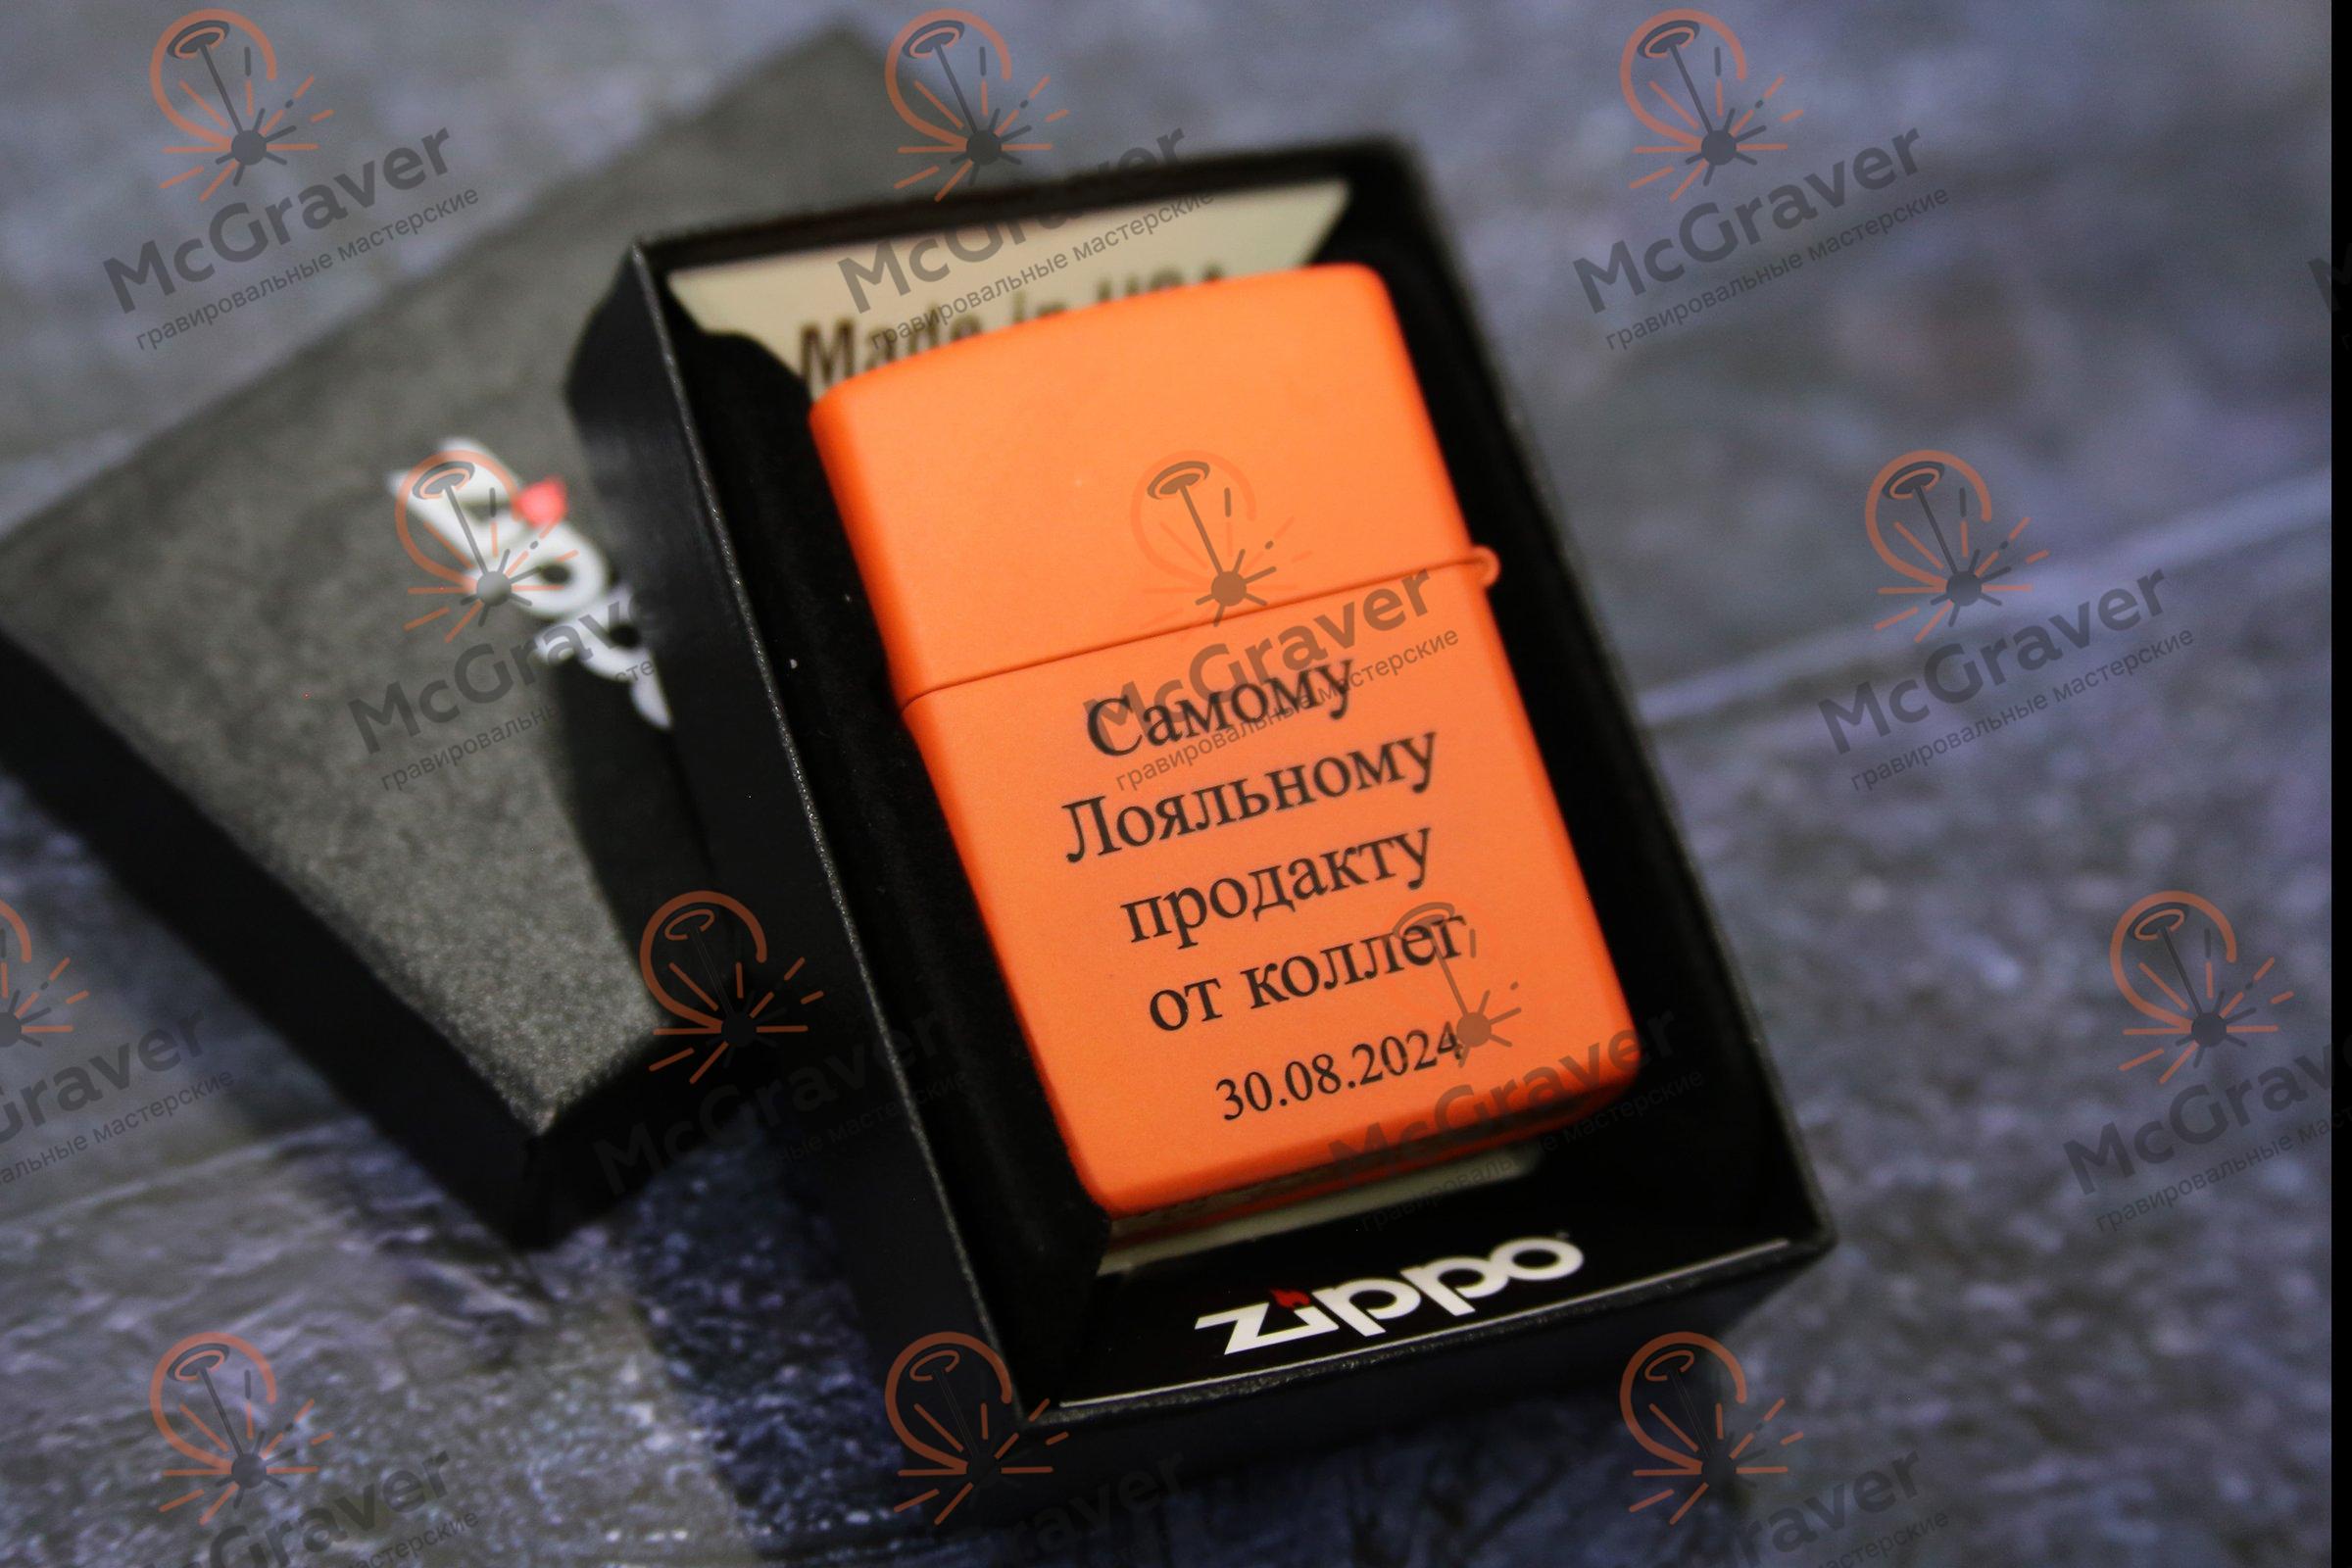 McGraver
гравировальные мастерские
Made in USA
Самому
Лояльному
продакту
от коллег
30.08.2024
zippo